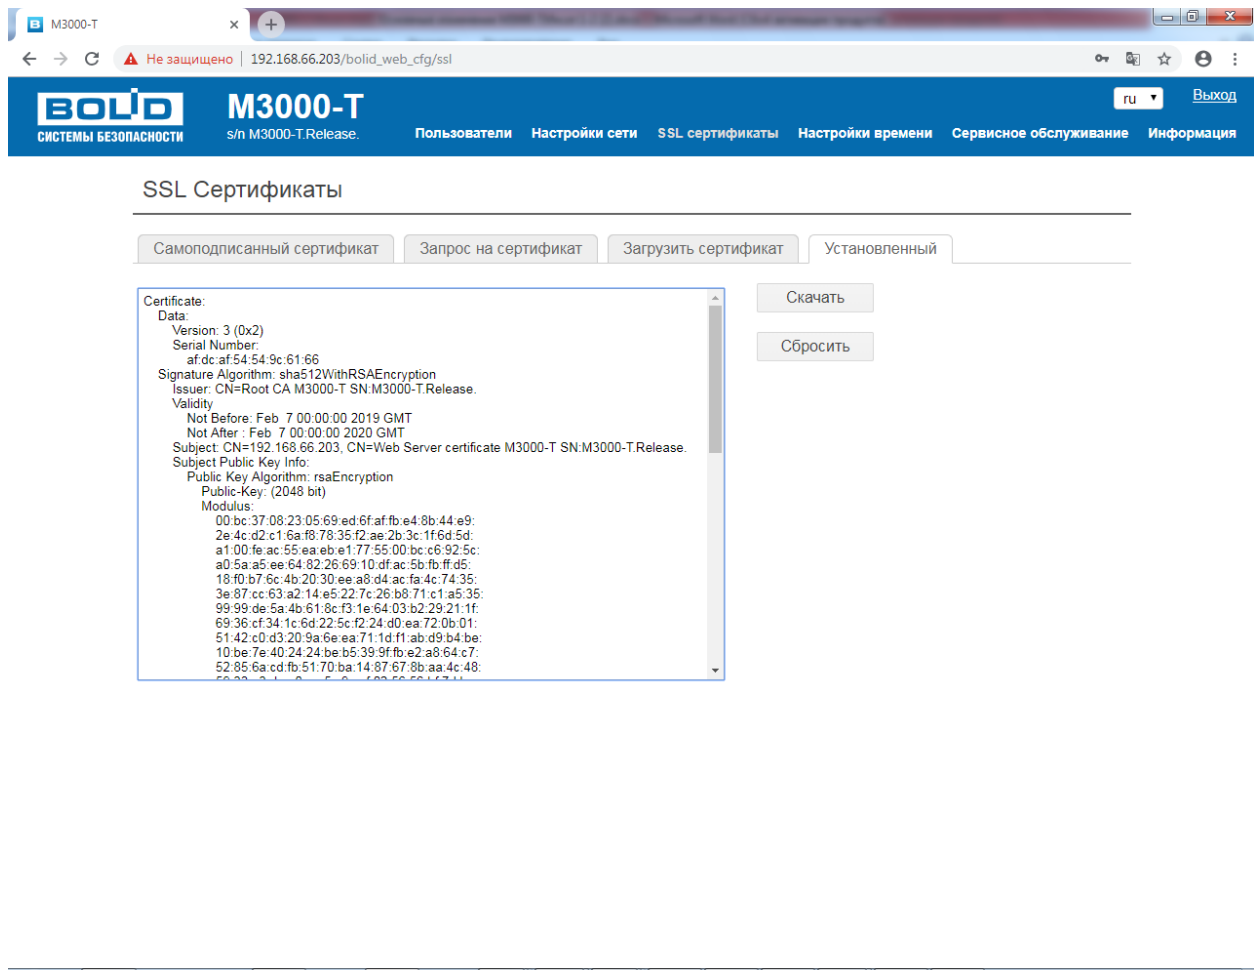 M3000-T
Не защищено | 192.168.66.203/bolid_web_cfg/ssl
BOLID
СИСТЕМЫ БЕЗОПАСНОСТИ
M3000-T
s/n M3000-T.Release.
ru
Выход
Пользователи Настройки сети SSL сертификаты Настройки времени Сервисное обслуживание Информация
SSL Сертификаты
Самоподписанный сертификат Запрос на сертификат Загрузить сертификат Установленный
Certificate:
Data:
Version: 3 (0x2)
Serial Number:
af:dc:af:54:54:9c:61:66
Signature Algorithm: sha512WithRSAEncryption
Issuer: CN=Root CA M3000-T SN:M3000-T.Release.
Validity
Not Before: Feb 7 00:00:00 2019 GMT
Not After : Feb 7 00:00:00 2020 GMT
Subject: CN=192.168.66.203, CN=Web Server certificate M3000-T SN:M3000-T.Release.
Subject Public Key Info:
Public Key Algorithm: rsaEncryption
Public-Key: (2048 bit)
Modulus:
00:bc:37:08:23:05:69:ed:6f:af:fb:e4:8b:44:e9:
2e:4c:d2:c1:6a:f8:78:35:f2:ae:2b:3c:1f:6d:5d:
a1:00:fe:ac:55:ea:eb:e1:77:55:00:bc:c6:92:5c:
a0:5a:a5:ee:64:82:26:69:10:df:ac:5b:fb:ff:d5:
18:f0:b7:6c:4b:20:30:ee:a8:d4:ac:fa:4c:74:35:
3e:87:cc:63:a2:14:e5:22:7c:26:b8:71:c1:a5:35:
99:99:de:5a:4b:61:8c:f3:1e:64:03:b2:29:21:1f:
69:36:cf:34:1c:6d:22:5c:f2:24:d0:ea:72:0b:01:
51:42:c0:d3:20:9a:6e:ea:71:1d:f1:ab:d9:b4:be:
10:be:7e:40:24:24:be:b5:39:9f:fb:e2:a8:64:c7:
52:85:6a:cd:fb:51:70:ba:14:87:67:8b:aa:4c:48:
Скачать
Сбросить